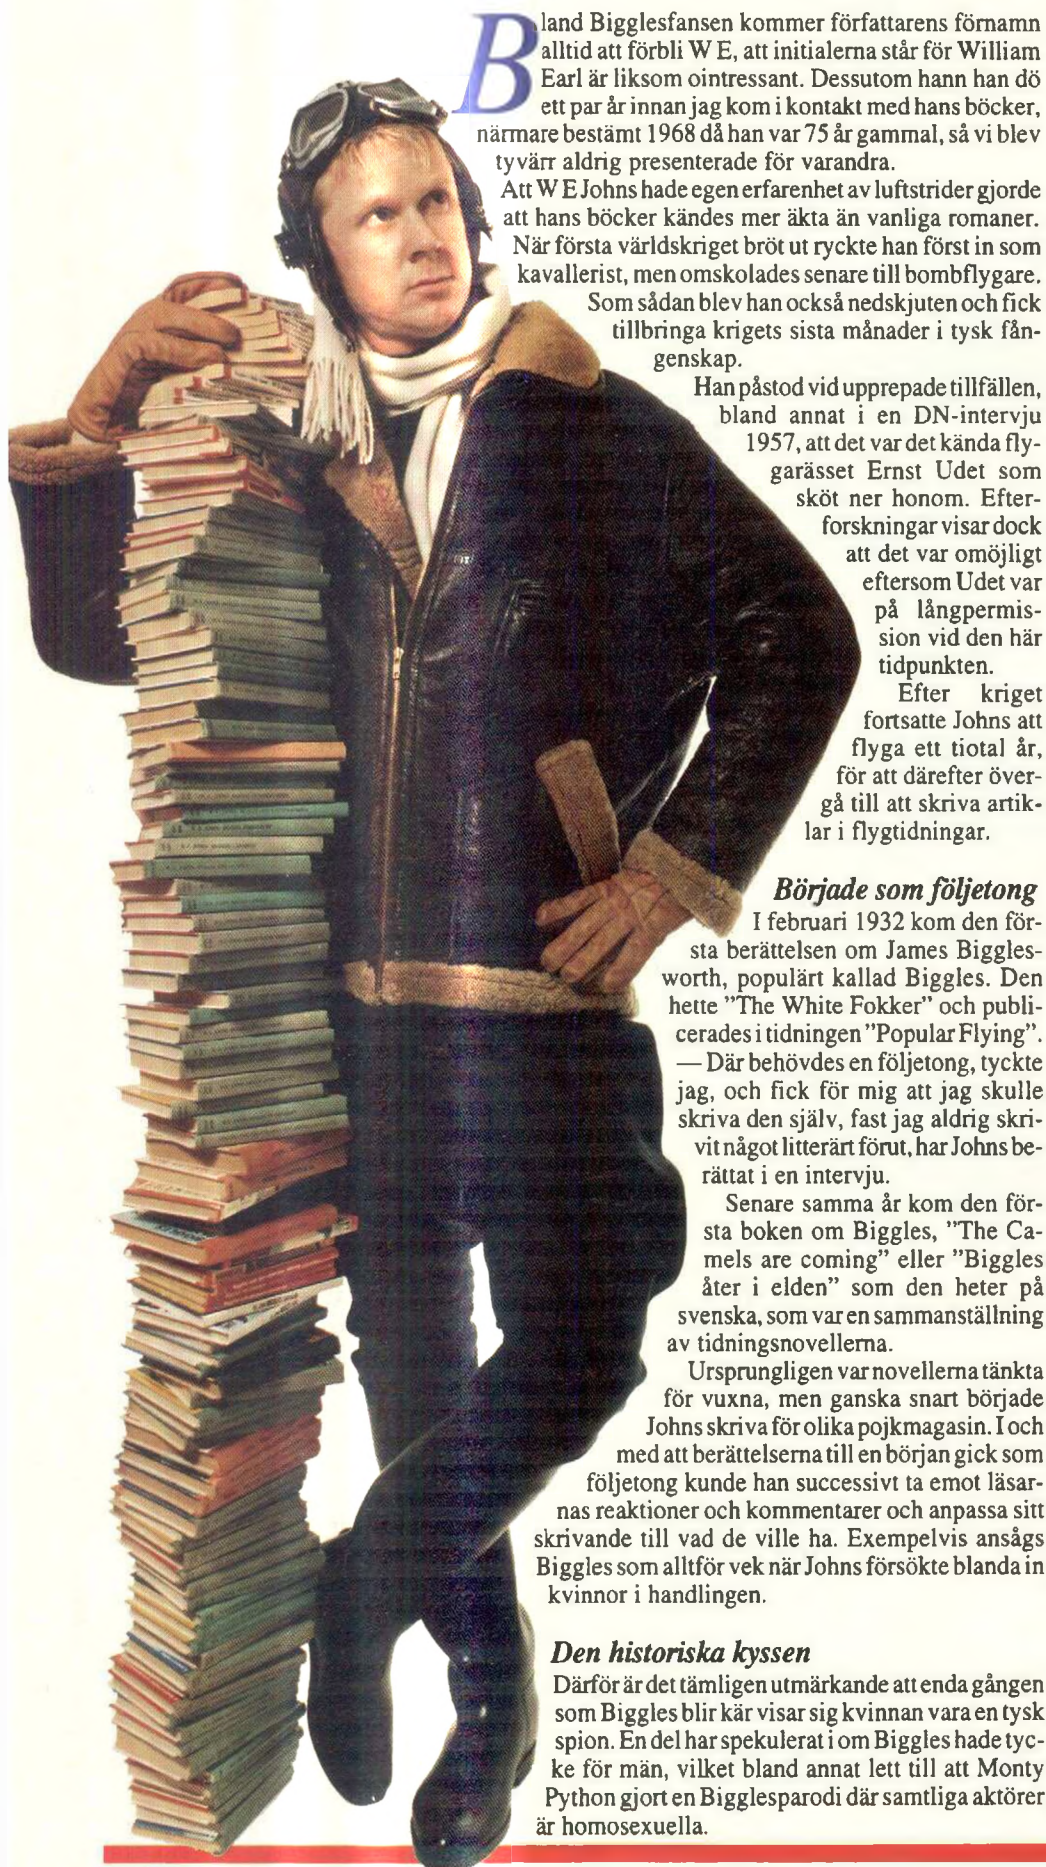 Bland Bigglesfansen kommer författarens förnamn
alltid att förbli W E, att initialerna står för William
Earl är liksom ointressant. Dessutom hann han dö
ett par år innan jag kom i kontakt med hans böcker,
närmare bestämt 1968 då han var 75 år gammal, så vi blev
tyvärr aldrig presenterade för varandra.
Att W E Johns hade egen erfarenhet av luftstrider gjorde
att hans böcker kändes mer äkta än vanliga romaner.
När första världskriget bröt ut ryckte han först in som
kavallerist, men omskolades senare till bombflygare.
Som sådan blev han också nedskjuten och fick
tillbringa krigets sista månader i tysk fån-
genskap.
Han påstod vid upprepade tillfällen,
bland annat i en DN-intervju
1957, att det var det kända fly-
garässet Ernst Udet som
sköt ner honom. Efter-
forskningar visar dock
att det var omöjligt
eftersom Udet var
på långpermis-
sion vid den här
tidpunkten.
Efter kriget
fortsatte Johns att
flyga ett tiotal år,
för att därefter över-
gå till att skriva artik-
lar i flygtidningar.
Började som följetong
I februari 1932 kom den för-
sta berättelsen om James Biggles-
worth, populärt kallad Biggles. Den
hette ”The White Fokker” och publi-
cerades i tidningen ”Popular Flying”.
— Där behövdes en följetong, tyckte
jag, och fick för mig att jag skulle
skriva den själv, fast jag aldrig skri-
vit något litterärt förut, har Johns be-
rättat i en intervju.
Senare samma år kom den för-
sta boken om Biggles, ”The Ca-
mels are coming” eller ”Biggles
åter i elden” som den heter på
svenska, som var en sammanställning
av tidningsnovellerna.
Ursprungligen var novellerna tänkta
för vuxna, men ganska snart började
Johns skriva för olika pojkmagasin. I och
med att berättelserna till en början gick som
följetong kunde han successivt ta emot läsar-
nas reaktioner och kommentarer och anpassa sitt
skrivande till vad de ville ha. Exempelvis ansågs
Biggles som alltför vek när Johns försökte blanda in
kvinnor i handlingen.
Den historiska kyssen
Därför är det tämligen utmärkande att enda gången
som Biggles blir kär visar sig kvinnan vara en tysk
spion. En del har spekulerat i om Biggles hade tyc-
ke för män, vilket bland annat lett till att Monty
Python gjort en Bigglesparodi där samtliga aktörer
är homosexuella.